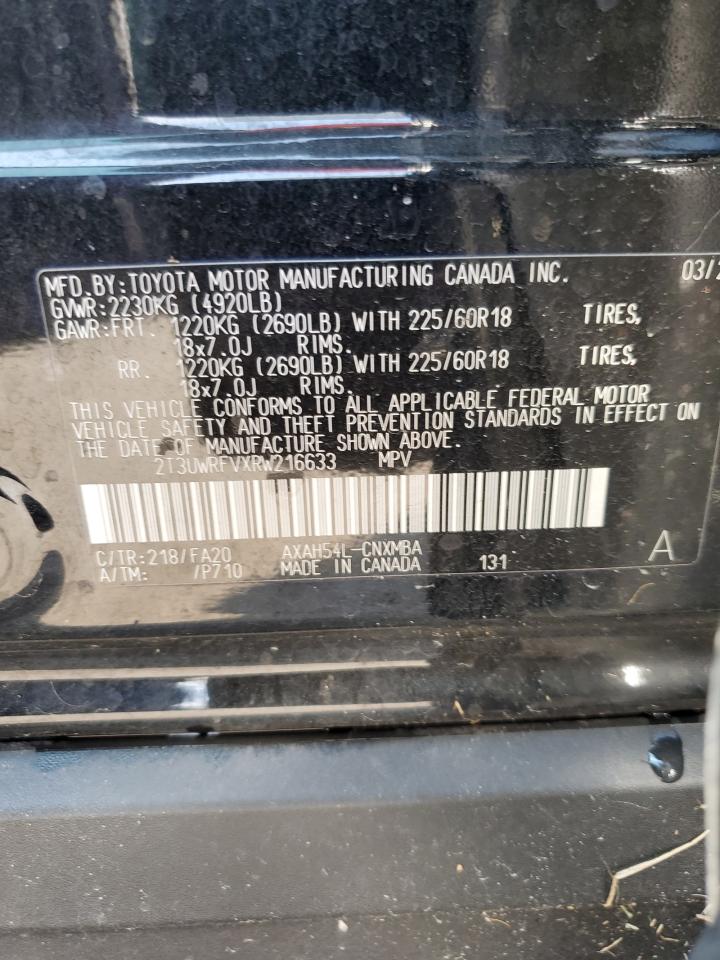 MFD.BY:TOYOTA MOTOR MANUFACTURING CANADA INC. 03/2
GVWR:2230KG (4920LB)
GAWR:FRT. 1220KG (2690LB) WITH 225/60R18 TIRES,
18x7.0J RIMS.
RR. 1220KG (2690LB) WITH 225/60R18 TIRES,
18x7.0J RIMS.
THIS VEHICLE CONFORMS TO ALL APPLICABLE FEDERAL MOTOR
VEHICLE SAFETY AND THEFT PREVENTION STANDARDS IN EFFECT ON
THE DATE OF MANUFACTURE SHOWN ABOVE.
2T3UWRFVXRW216633 MPV
C/TR:218/FA20 AXAH54L-CNXMBA A
A/TM: /P710 MADE IN CANADA 131